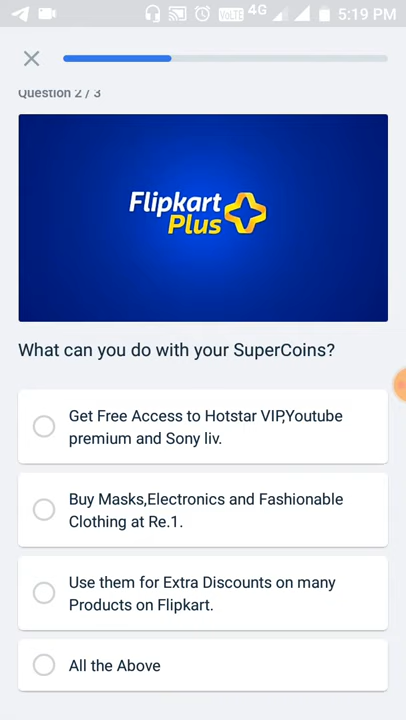 VoLTE 4G 5:19 PM
Question 2 / 3
Flipkart
Plus
What can you do with your SuperCoins?
Get Free Access to Hotstar VIP,Youtube
premium and Sony liv.
Buy Masks,Electronics and Fashionable
Clothing at Re.1.
Use them for Extra Discounts on many
Products on Flipkart.
All the Above